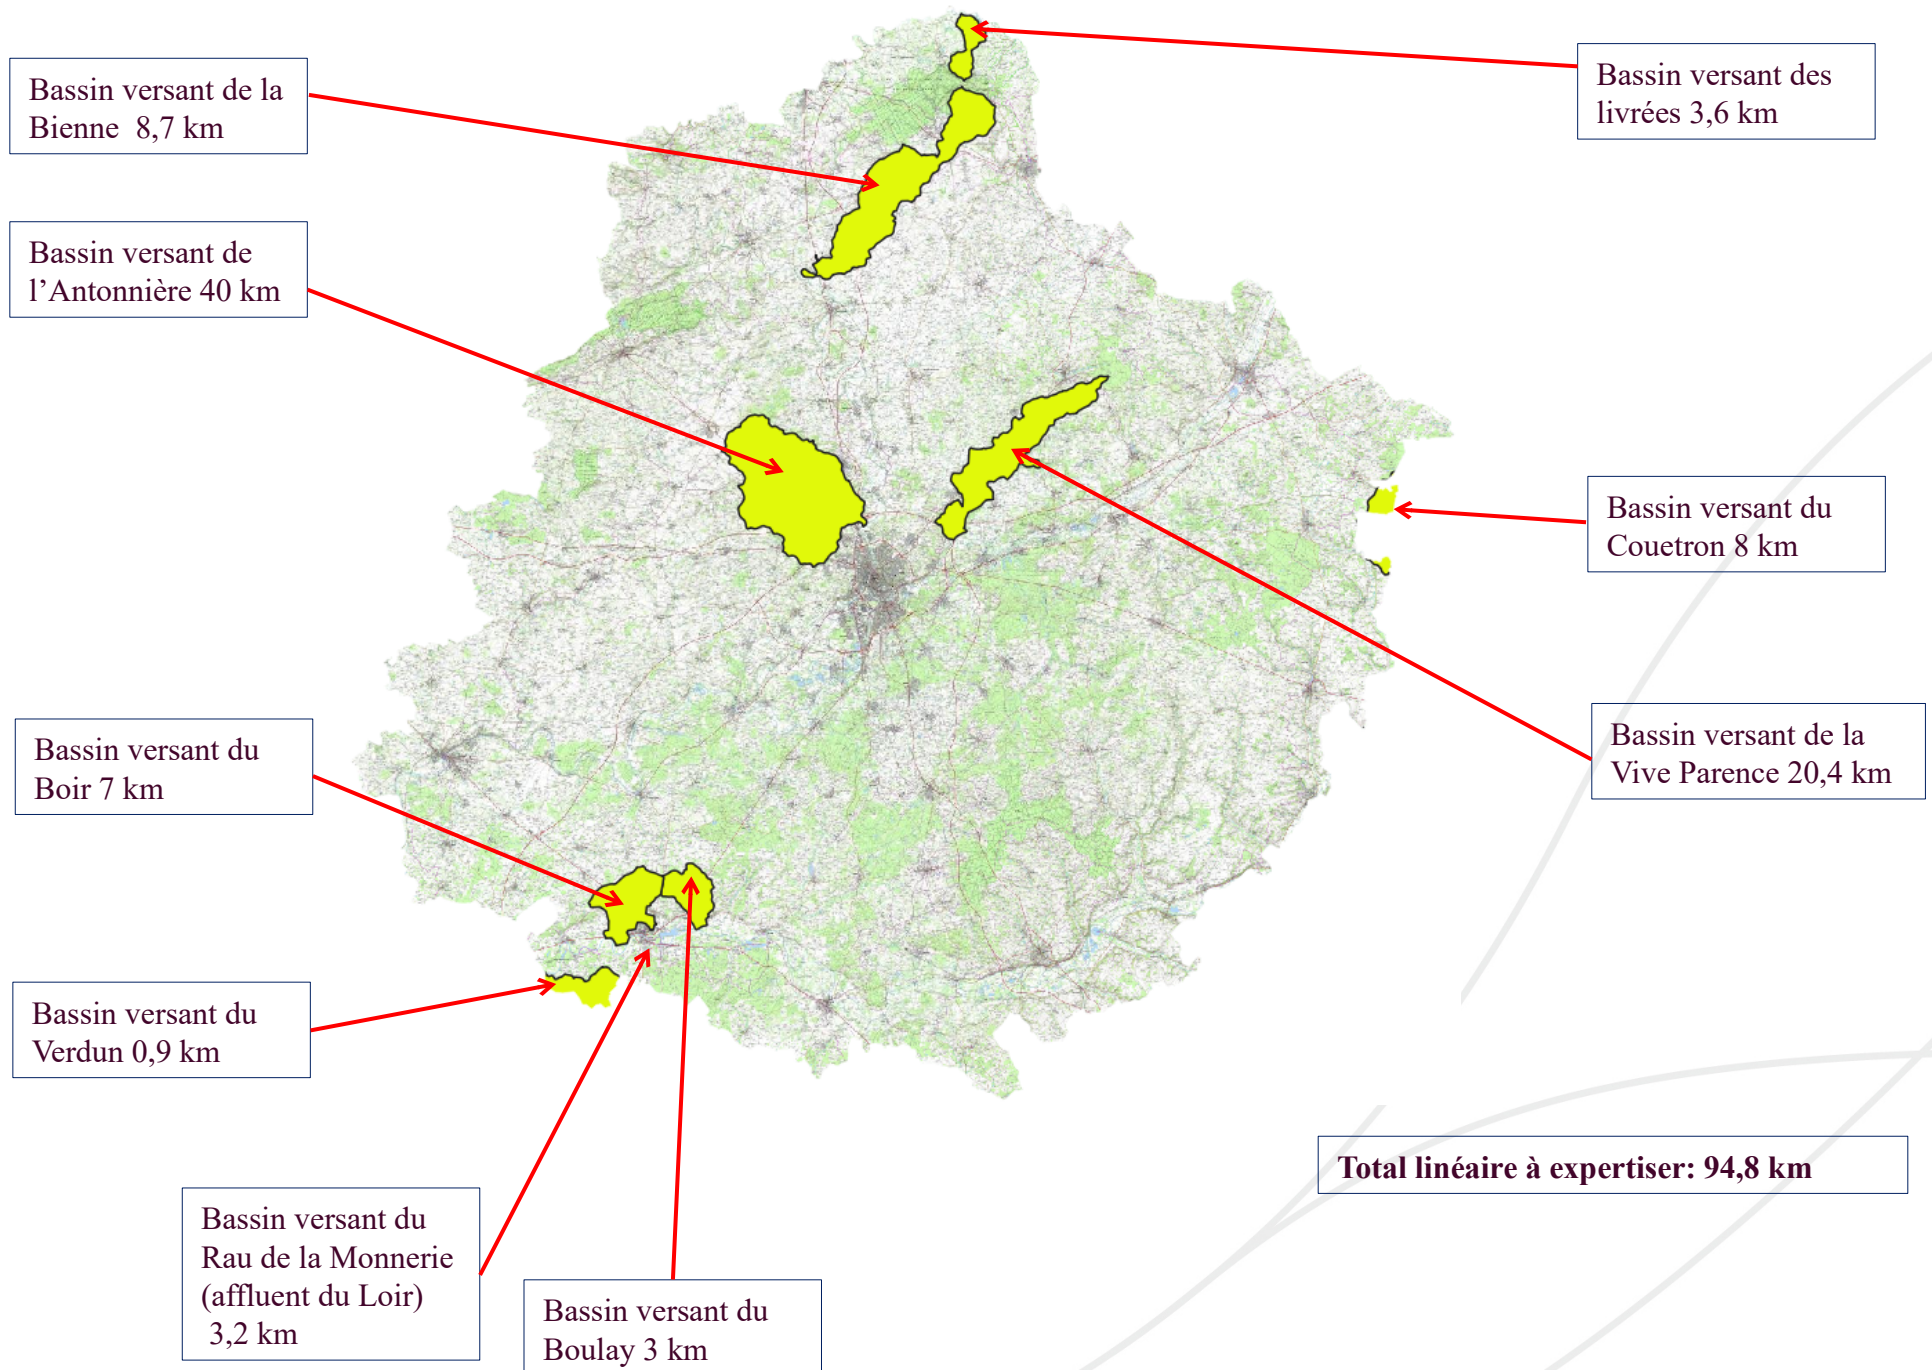 Bassin versant de la
Bienne 8,7 km
Bassin versant des
livrées 3,6 km
Bassin versant de
l’Antonnière 40 km
Bassin versant du
Couetron 8 km
Bassin versant de la
Vive Parence 20,4 km
Bassin versant du
Boir 7 km
Bassin versant du
Verdun 0,9 km
Bassin versant du
Rau de la Monnerie
(affluent du Loir)
3,2 km
Bassin versant du
Boulay 3 km
Total linéaire à expertiser: 94,8 km